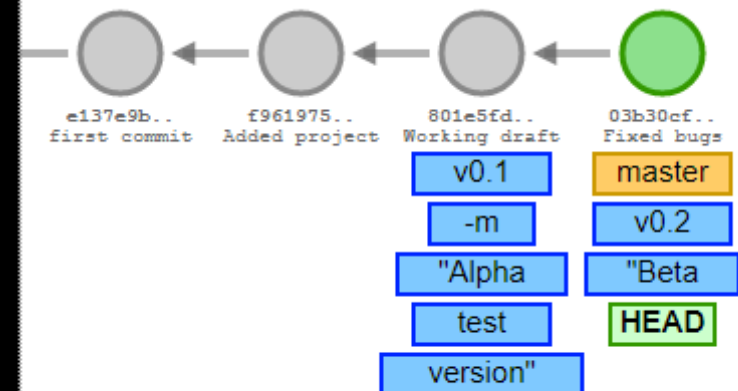 e137e9b.. f961975.. 801e5fd.. 03b30cf..
first commit Added project Working draft Fixed bugs
v0.1 master
-m v0.2
"Alpha "Beta
test HEAD
version"